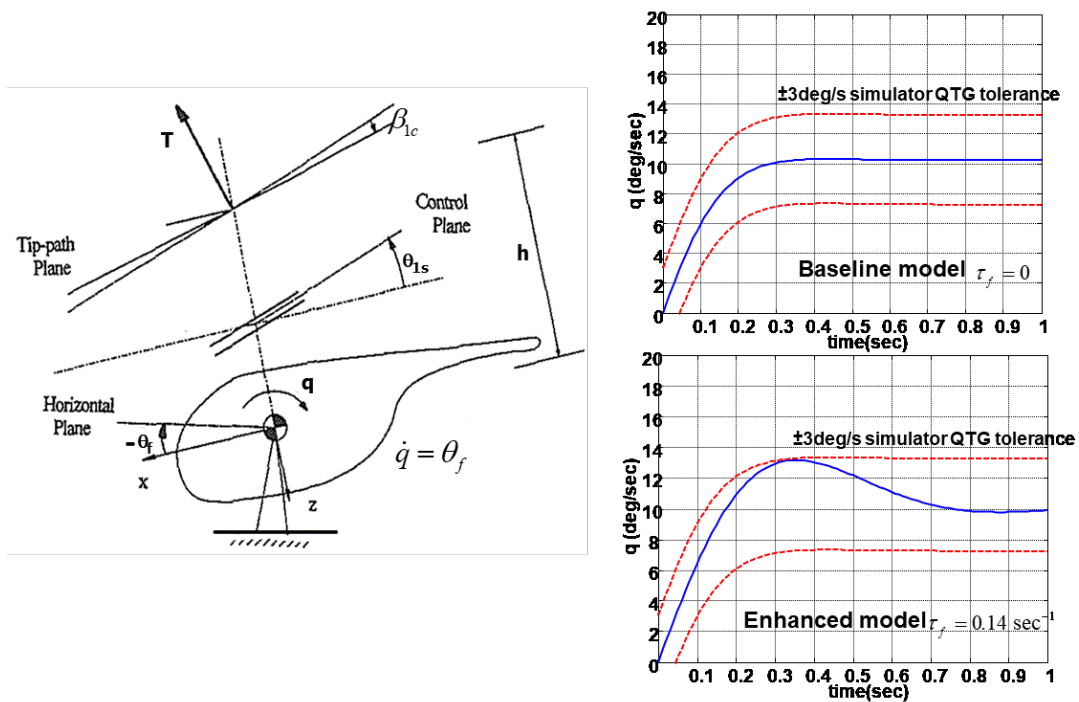 T
β1c
Control
Plane
h
Tip-path
Plane
θ1s
q
Horizontal
Plane
-θf
q̇ = θf
x
z
20
18
16
±3deg/s simulator QTG tolerance
14
12
10
8
6
4
2
0
q (deg/sec)
Baseline model τf = 0
0.1 0.2 0.3 0.4 0.5 0.6 0.7 0.8 0.9 1
time(sec)
20
18
16
±3deg/s simulator QTG tolerance
14
12
10
8
6
4
2
0
q (deg/sec)
Enhanced model τf = 0.14 sec⁻¹
0.1 0.2 0.3 0.4 0.5 0.6 0.7 0.8 0.9 1
time(sec)